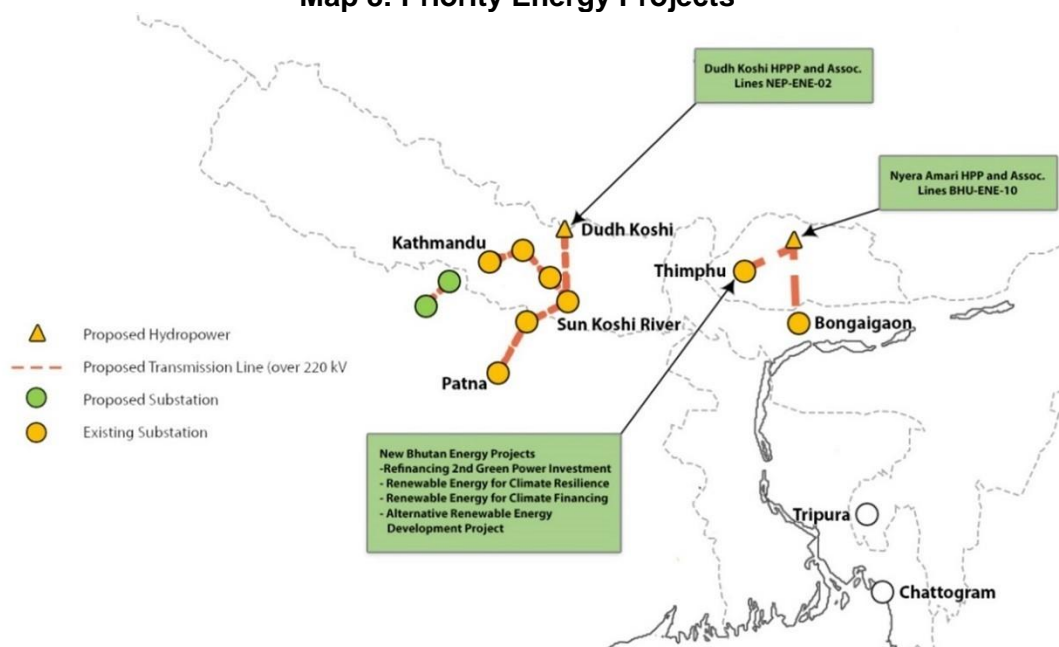 Map 8: Priority Energy Projects
Dudh Koshi HPPP and Assoc.
Lines NEP-ENE-02
Nyera Amari HPP and Assoc.
Lines BHU-ENE-10
Kathmandu
Dudh Koshi
Thimphu
Sun Koshi River
Bongaigaon
Patna
Proposed Hydropower
Proposed Transmission Line (over 220 kV
Proposed Substation
Existing Substation
New Bhutan Energy Projects
-Refinancing 2nd Green Power Investment
- Renewable Energy for Climate Resilience
- Renewable Energy for Climate Financing
- Alternative Renewable Energy
Development Project
Tripura
Chattogram